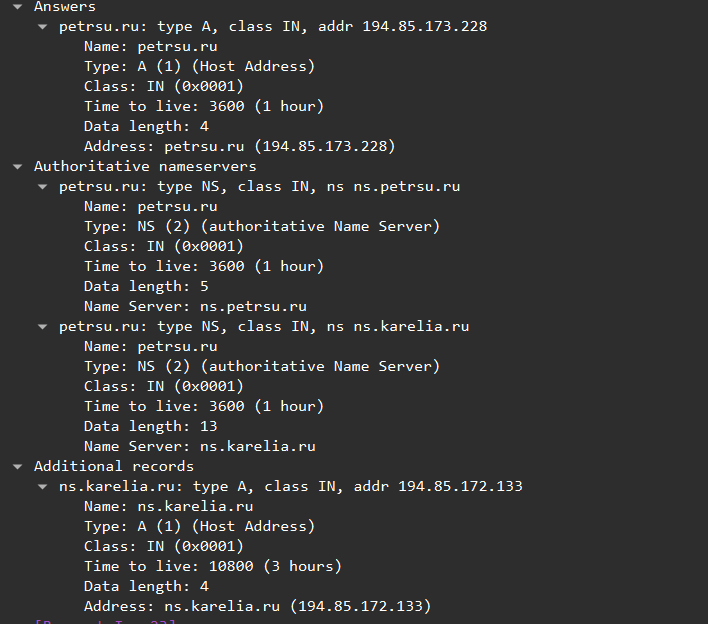 Answers
petrsu.ru: type A, class IN, addr 194.85.173.228
Name: petrsu.ru
Type: A (1) (Host Address)
Class: IN (0x0001)
Time to live: 3600 (1 hour)
Data length: 4
Address: petrsu.ru (194.85.173.228)
Authoritative nameservers
petrsu.ru: type NS, class IN, ns ns.petrsu.ru
Name: petrsu.ru
Type: NS (2) (authoritative Name Server)
Class: IN (0x0001)
Time to live: 3600 (1 hour)
Data length: 5
Name Server: ns.petrsu.ru
petrsu.ru: type NS, class IN, ns ns.karelia.ru
Name: petrsu.ru
Type: NS (2) (authoritative Name Server)
Class: IN (0x0001)
Time to live: 3600 (1 hour)
Data length: 13
Name Server: ns.karelia.ru
Additional records
ns.karelia.ru: type A, class IN, addr 194.85.172.133
Name: ns.karelia.ru
Type: A (1) (Host Address)
Class: IN (0x0001)
Time to live: 10800 (3 hours)
Data length: 4
Address: ns.karelia.ru (194.85.172.133)